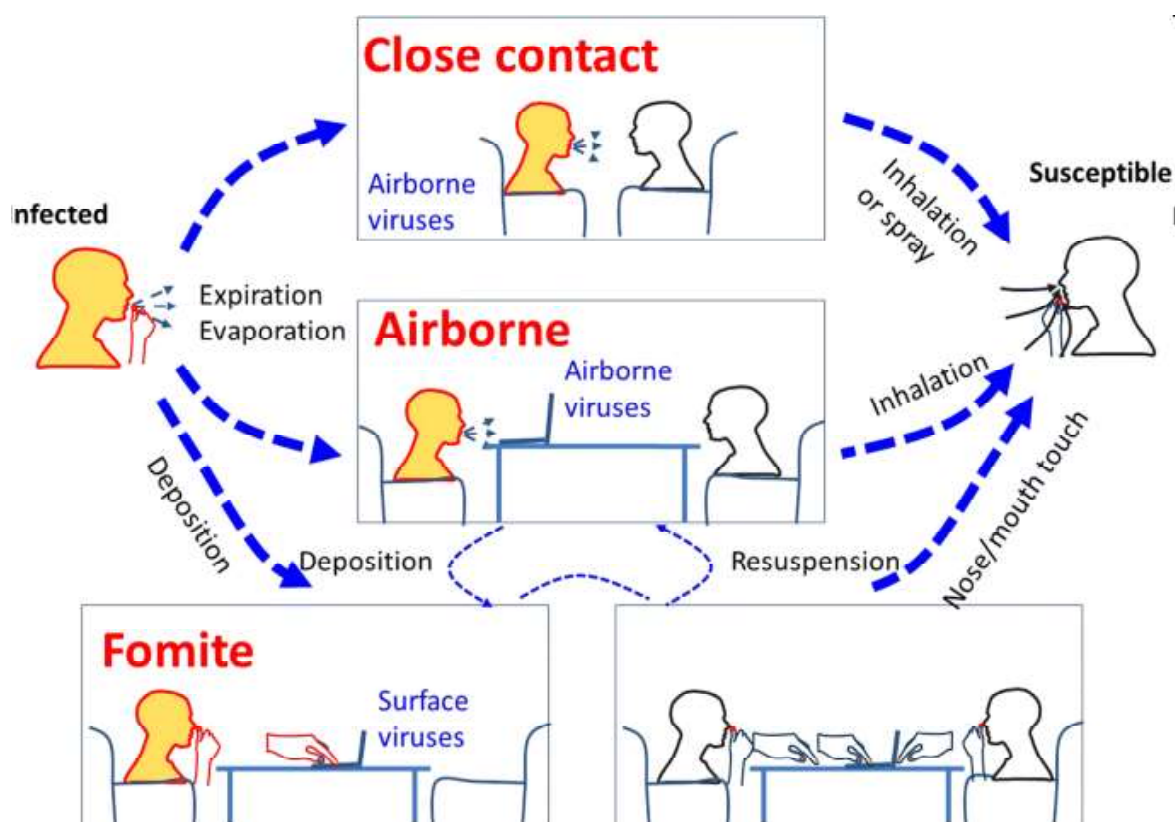 Close contact
Airborne
viruses
nfected
Susceptible
Inhalation
or spray
Expiration
Evaporation
Airborne
Airborne
viruses
Inhalation
Deposition
Deposition
Resuspension
Nose/mouth touch
Fomite
Surface
viruses